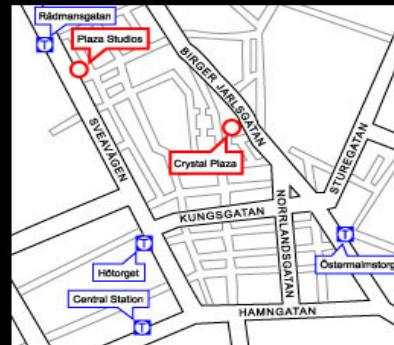 Rådmansgatan
T
Plaza Studios
BIRGER JARLSGATAN
SVEAVÄGEN
Crystal Plaza
STUREGATAN
KUNGSGATAN
NORRLANDSGATAN
T
T
Hötorget
Östermalmstorg
Central Station
T
HAMNGATAN